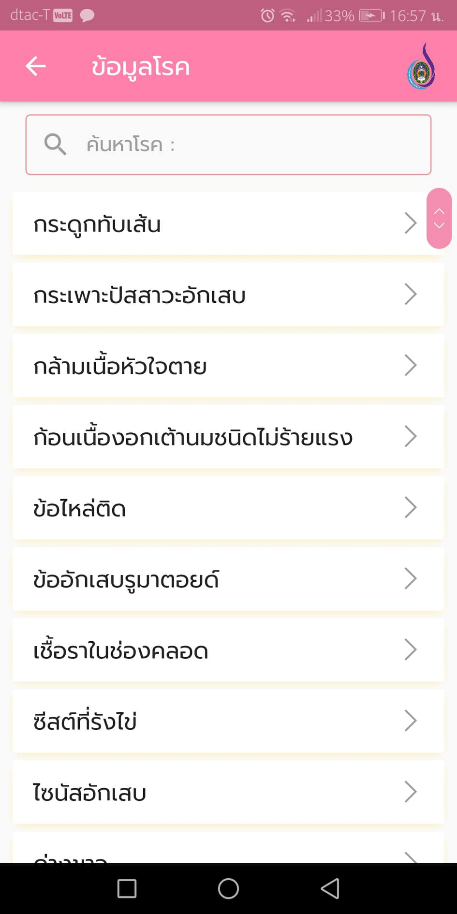 dtac-T VoLTE 33% 16:57 น.
ข้อมูลโรค
ค้นหาโรค :
กระดูกทับเส้น
กระเพาะปัสสาวะอักเสบ
กล้ามเนื้อหัวใจตาย
ก้อนเนื้องอกเต้านมชนิดไม่ร้ายแรง
ข้อไหล่ติด
ข้ออักเสบรูมาตอยด์
เชื้อราในช่องคลอด
ซีสต์ที่รังไข่
ไซนัสอักเสบ